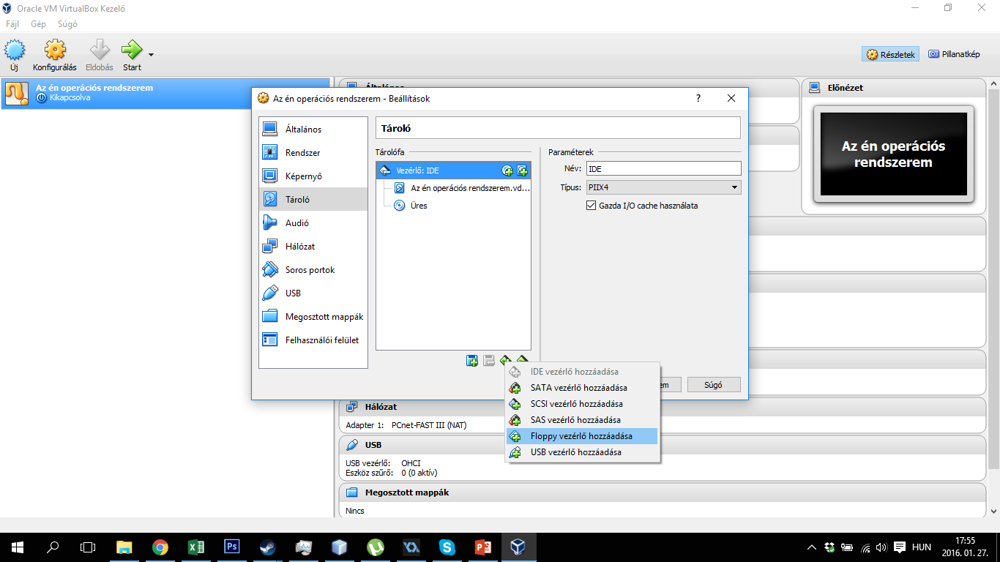 Oracle VM VirtualBox Kezelő
Fájl Gép Súgó
Új Konfigurálás Eldobás Start
Részletek Pillanatkép
Az én operációs rendszerem
Kikapcsolva
Általános
Előnézet
Az én operációs
rendszerem
Az én operációs rendszerem - Beállítások
?
Általános
Rendszer
Képernyő
Tároló
Audió
Hálózat
Soros portok
USB
Megosztott mappák
Felhasználói felület
Tároló
Tárolófa
Vezérlő: IDE
Az én operációs rendszerem.vd...
Üres
Paraméterek
Név: IDE
Típus: PIIX4
Gazda I/O cache használata
Súgó
IDE vezérlő hozzáadása
SATA vezérlő hozzáadása
SCSI vezérlő hozzáadása
SAS vezérlő hozzáadása
Floppy vezérlő hozzáadása
USB vezérlő hozzáadása
Hálózat
Adapter 1: PCnet-FAST III (NAT)
USB
USB vezérlő: OHCI
Eszköz szűrő: 0 (0 aktív)
Megosztott mappák
Nincs
HUN
17:55
2016. 01. 27.